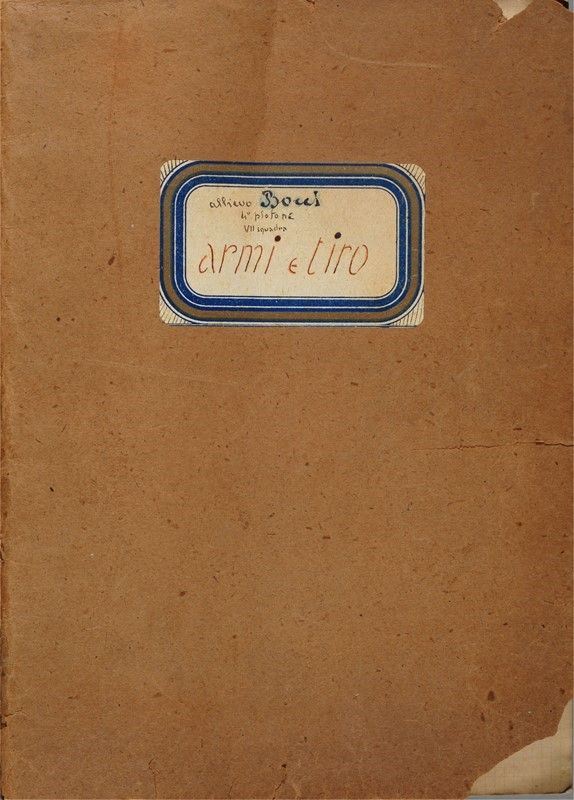 allievo Bocci
4° plotone
VII squadra
armi e tiro